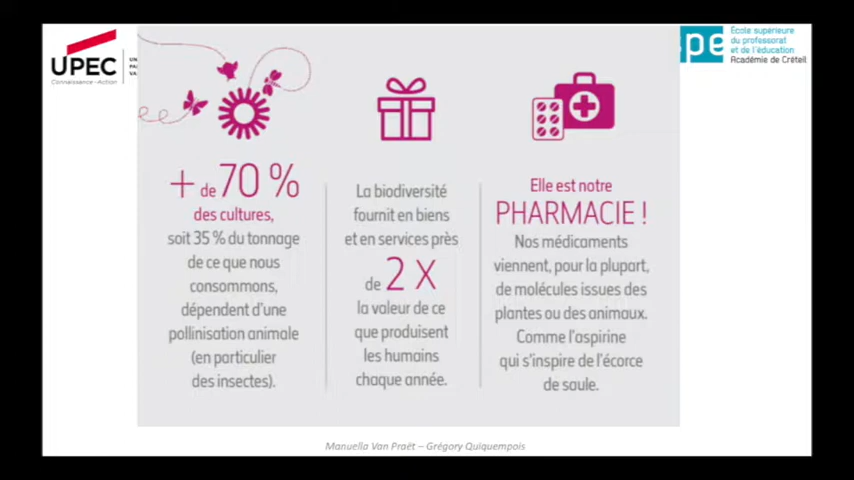 UPEC
Connaissance - Action
UN
PA
VA
spe
École supérieure
du professorat
et de l'éducation
Académie de Créteil
+ de 70 %
des cultures,
soit 35 % du tonnage
de ce que nous
consommons,
dépendent d'une
pollinisation animale
(en particulier
des insectes).
La biodiversité
fournit en biens
et en services près
de 2 X
la valeur de ce
que produisent
les humains
chaque année.
Elle est notre
PHARMACIE !
Nos médicaments
viennent, pour la plupart,
de molécules issues des
plantes ou des animaux.
Comme l'aspirine
qui s'inspire de l'écorce
de saule.
Manuella Van Praët – Grégory Quiquempois